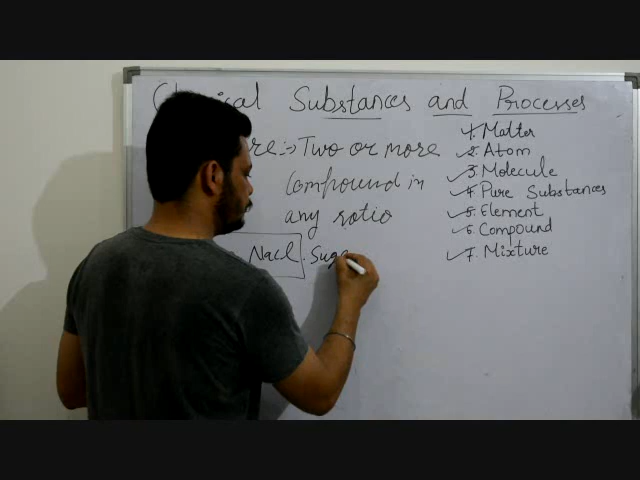 Chemical Substances and Processes
re :-> Two or more
Compound in
any ratio
Nacl. Suga
1. Matter
2. Atom
3. Molecule
4. Pure Substances
5. Element
6. Compound
7. Mixture